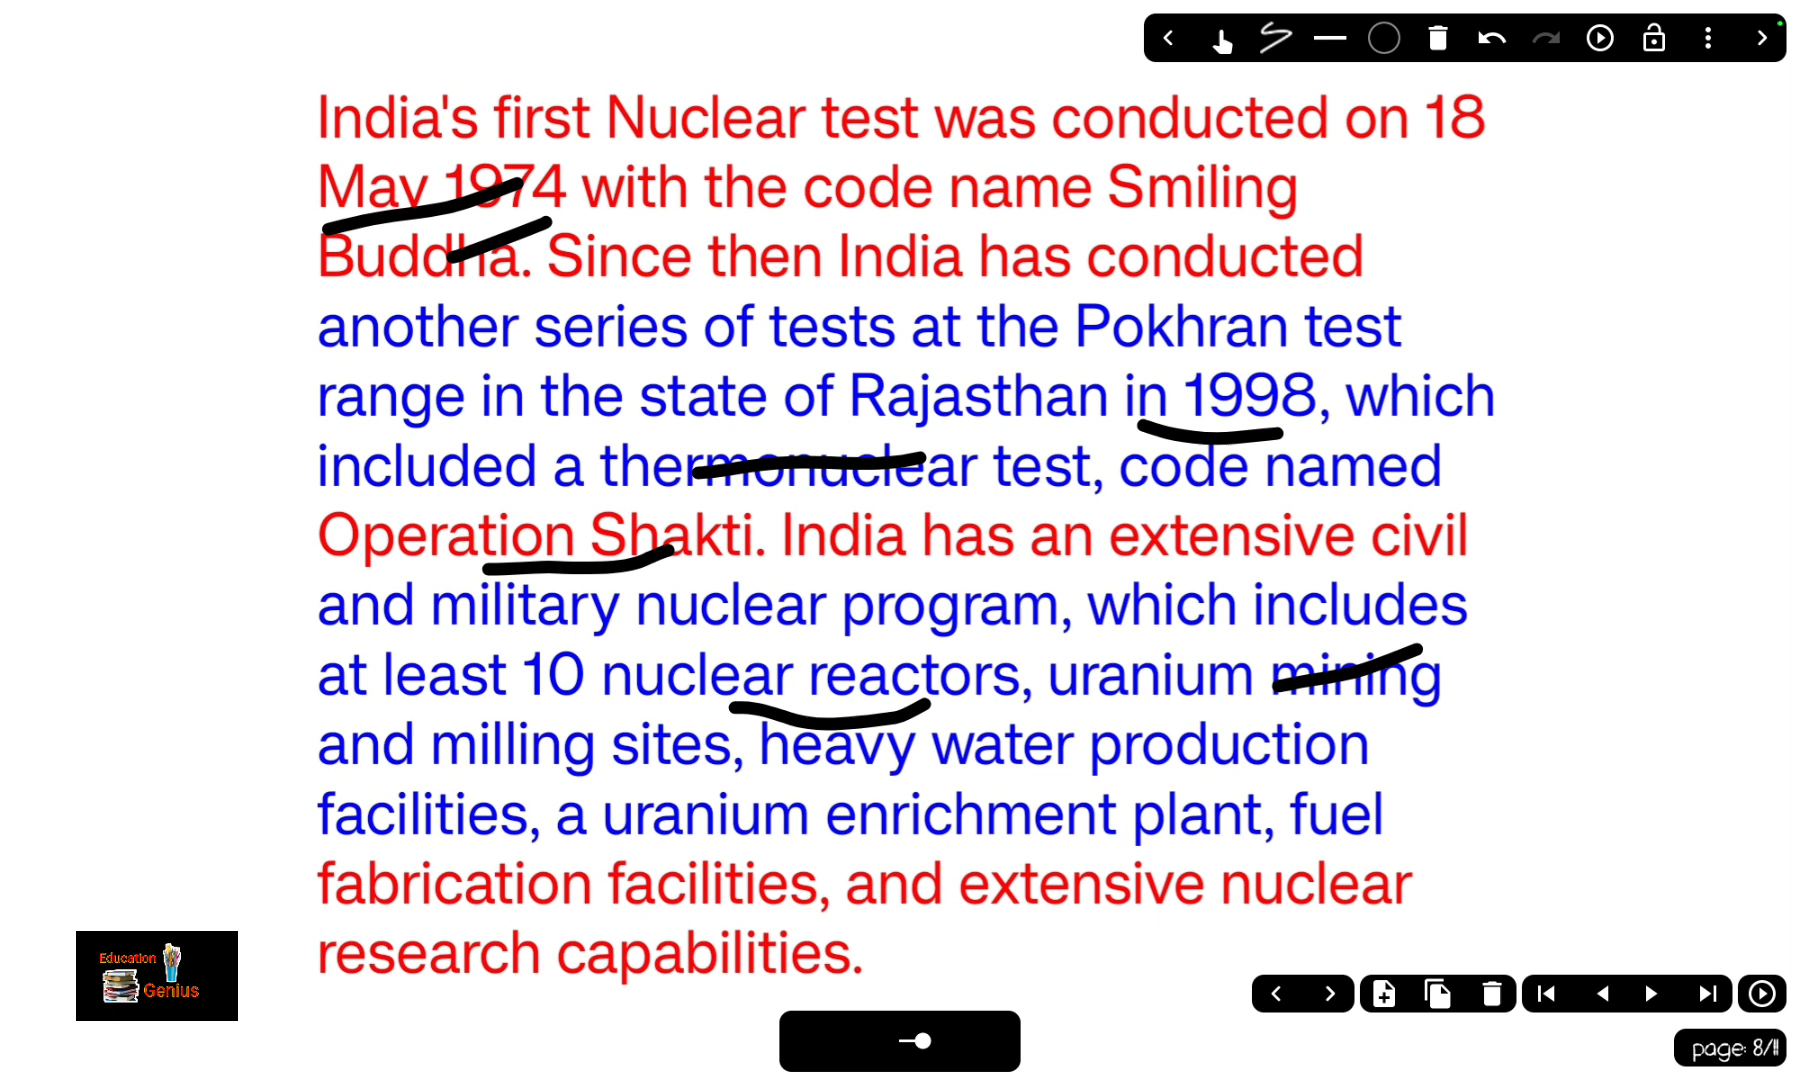 India's first Nuclear test was conducted on 18
May 1974 with the code name Smiling
Buddha. Since then India has conducted
another series of tests at the Pokhran test
range in the state of Rajasthan in 1998, which
included a thermonuclear test, code named
Operation Shakti. India has an extensive civil
and military nuclear program, which includes
at least 10 nuclear reactors, uranium mining
and milling sites, heavy water production
facilities, a uranium enrichment plant, fuel
fabrication facilities, and extensive nuclear
research capabilities.
Education
Genius
page: 8/11